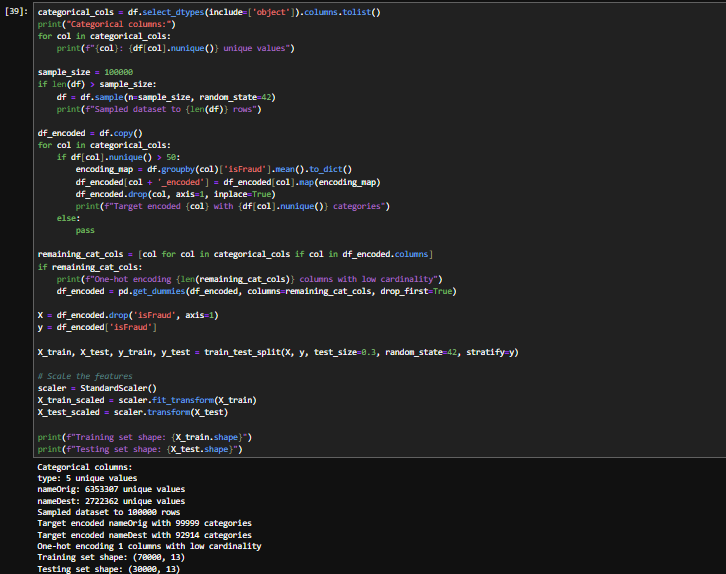 [39]: categorical_cols = df.select_dtypes(include=['object']).columns.tolist()
print("Categorical columns:")
for col in categorical_cols:
    print(f"{col}: {df[col].nunique()} unique values")

sample_size = 100000
if len(df) > sample_size:
    df = df.sample(n=sample_size, random_state=42)
    print(f"Sampled dataset to {len(df)} rows")

df_encoded = df.copy()
for col in categorical_cols:
    if df[col].nunique() > 50:
        encoding_map = df.groupby(col)['isFraud'].mean().to_dict()
        df_encoded[col + '_encoded'] = df_encoded[col].map(encoding_map)
        df_encoded.drop(col, axis=1, inplace=True)
        print(f"Target encoded {col} with {df[col].nunique()} categories")
    else:
        pass

remaining_cat_cols = [col for col in categorical_cols if col in df_encoded.columns]
if remaining_cat_cols:
    print(f"One-hot encoding {len(remaining_cat_cols)} columns with low cardinality")
    df_encoded = pd.get_dummies(df_encoded, columns=remaining_cat_cols, drop_first=True)

X = df_encoded.drop('isFraud', axis=1)
y = df_encoded['isFraud']

X_train, X_test, y_train, y_test = train_test_split(X, y, test_size=0.3, random_state=42, stratify=y)

# Scale the features
scaler = StandardScaler()
X_train_scaled = scaler.fit_transform(X_train)
X_test_scaled = scaler.transform(X_test)

print(f"Training set shape: {X_train.shape}")
print(f"Testing set shape: {X_test.shape}")
Categorical columns:
type: 5 unique values
nameOrig: 6353307 unique values
nameDest: 2722362 unique values
Sampled dataset to 100000 rows
Target encoded nameOrig with 99999 categories
Target encoded nameDest with 92914 categories
One-hot encoding 1 columns with low cardinality
Training set shape: (70000, 13)
Testing set shape: (30000, 13)